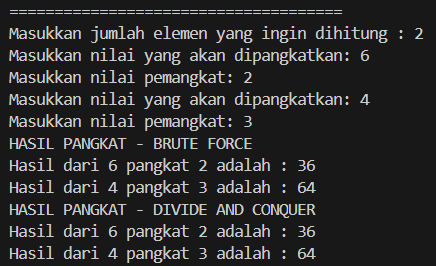 =====================================
Masukkan jumlah elemen yang ingin dihitung : 2
Masukkan nilai yang akan dipangkatkan: 6
Masukkan nilai pemangkat: 2
Masukkan nilai yang akan dipangkatkan: 4
Masukkan nilai pemangkat: 3
HASIL PANGKAT - BRUTE FORCE
Hasil dari 6 pangkat 2 adalah : 36
Hasil dari 4 pangkat 3 adalah : 64
HASIL PANGKAT - DIVIDE AND CONQUER
Hasil dari 6 pangkat 2 adalah : 36
Hasil dari 4 pangkat 3 adalah : 64